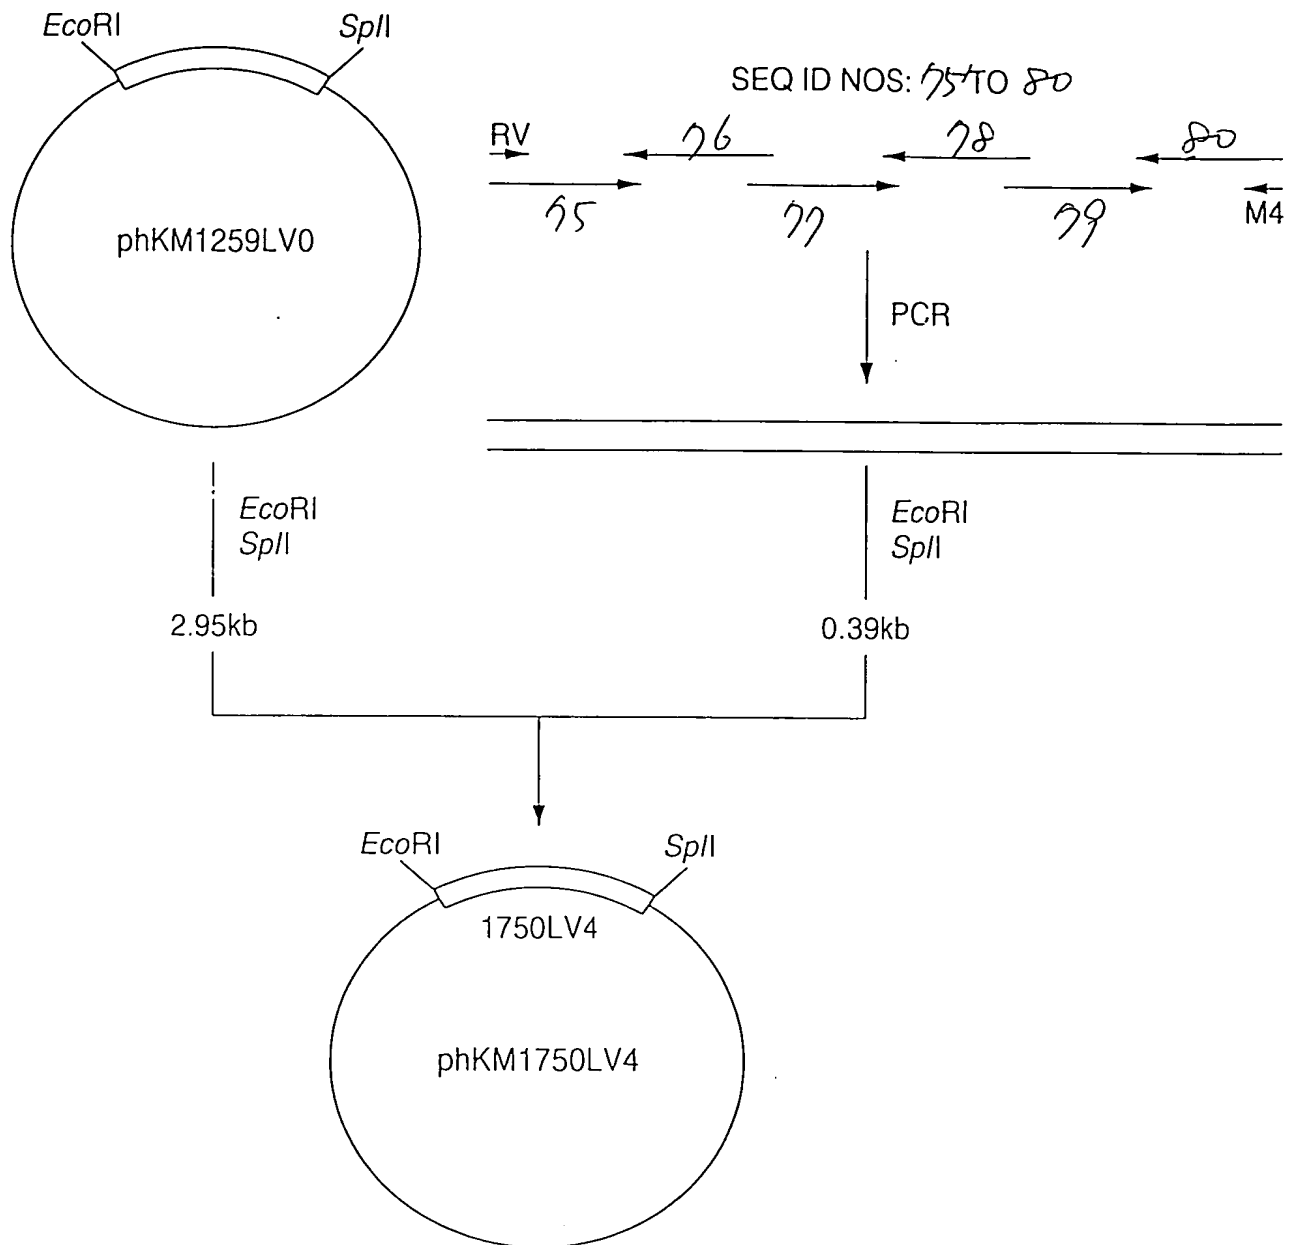 EcoRI
SplI
SEQ ID NOS: 75 TO 80
RV
76
78
80
75
77
79
M4
phKM1259LV0
PCR
EcoRI
SplI
EcoRI
SplI
2.95kb
0.39kb
EcoRI
SplI
1750LV4
phKM1750LV4